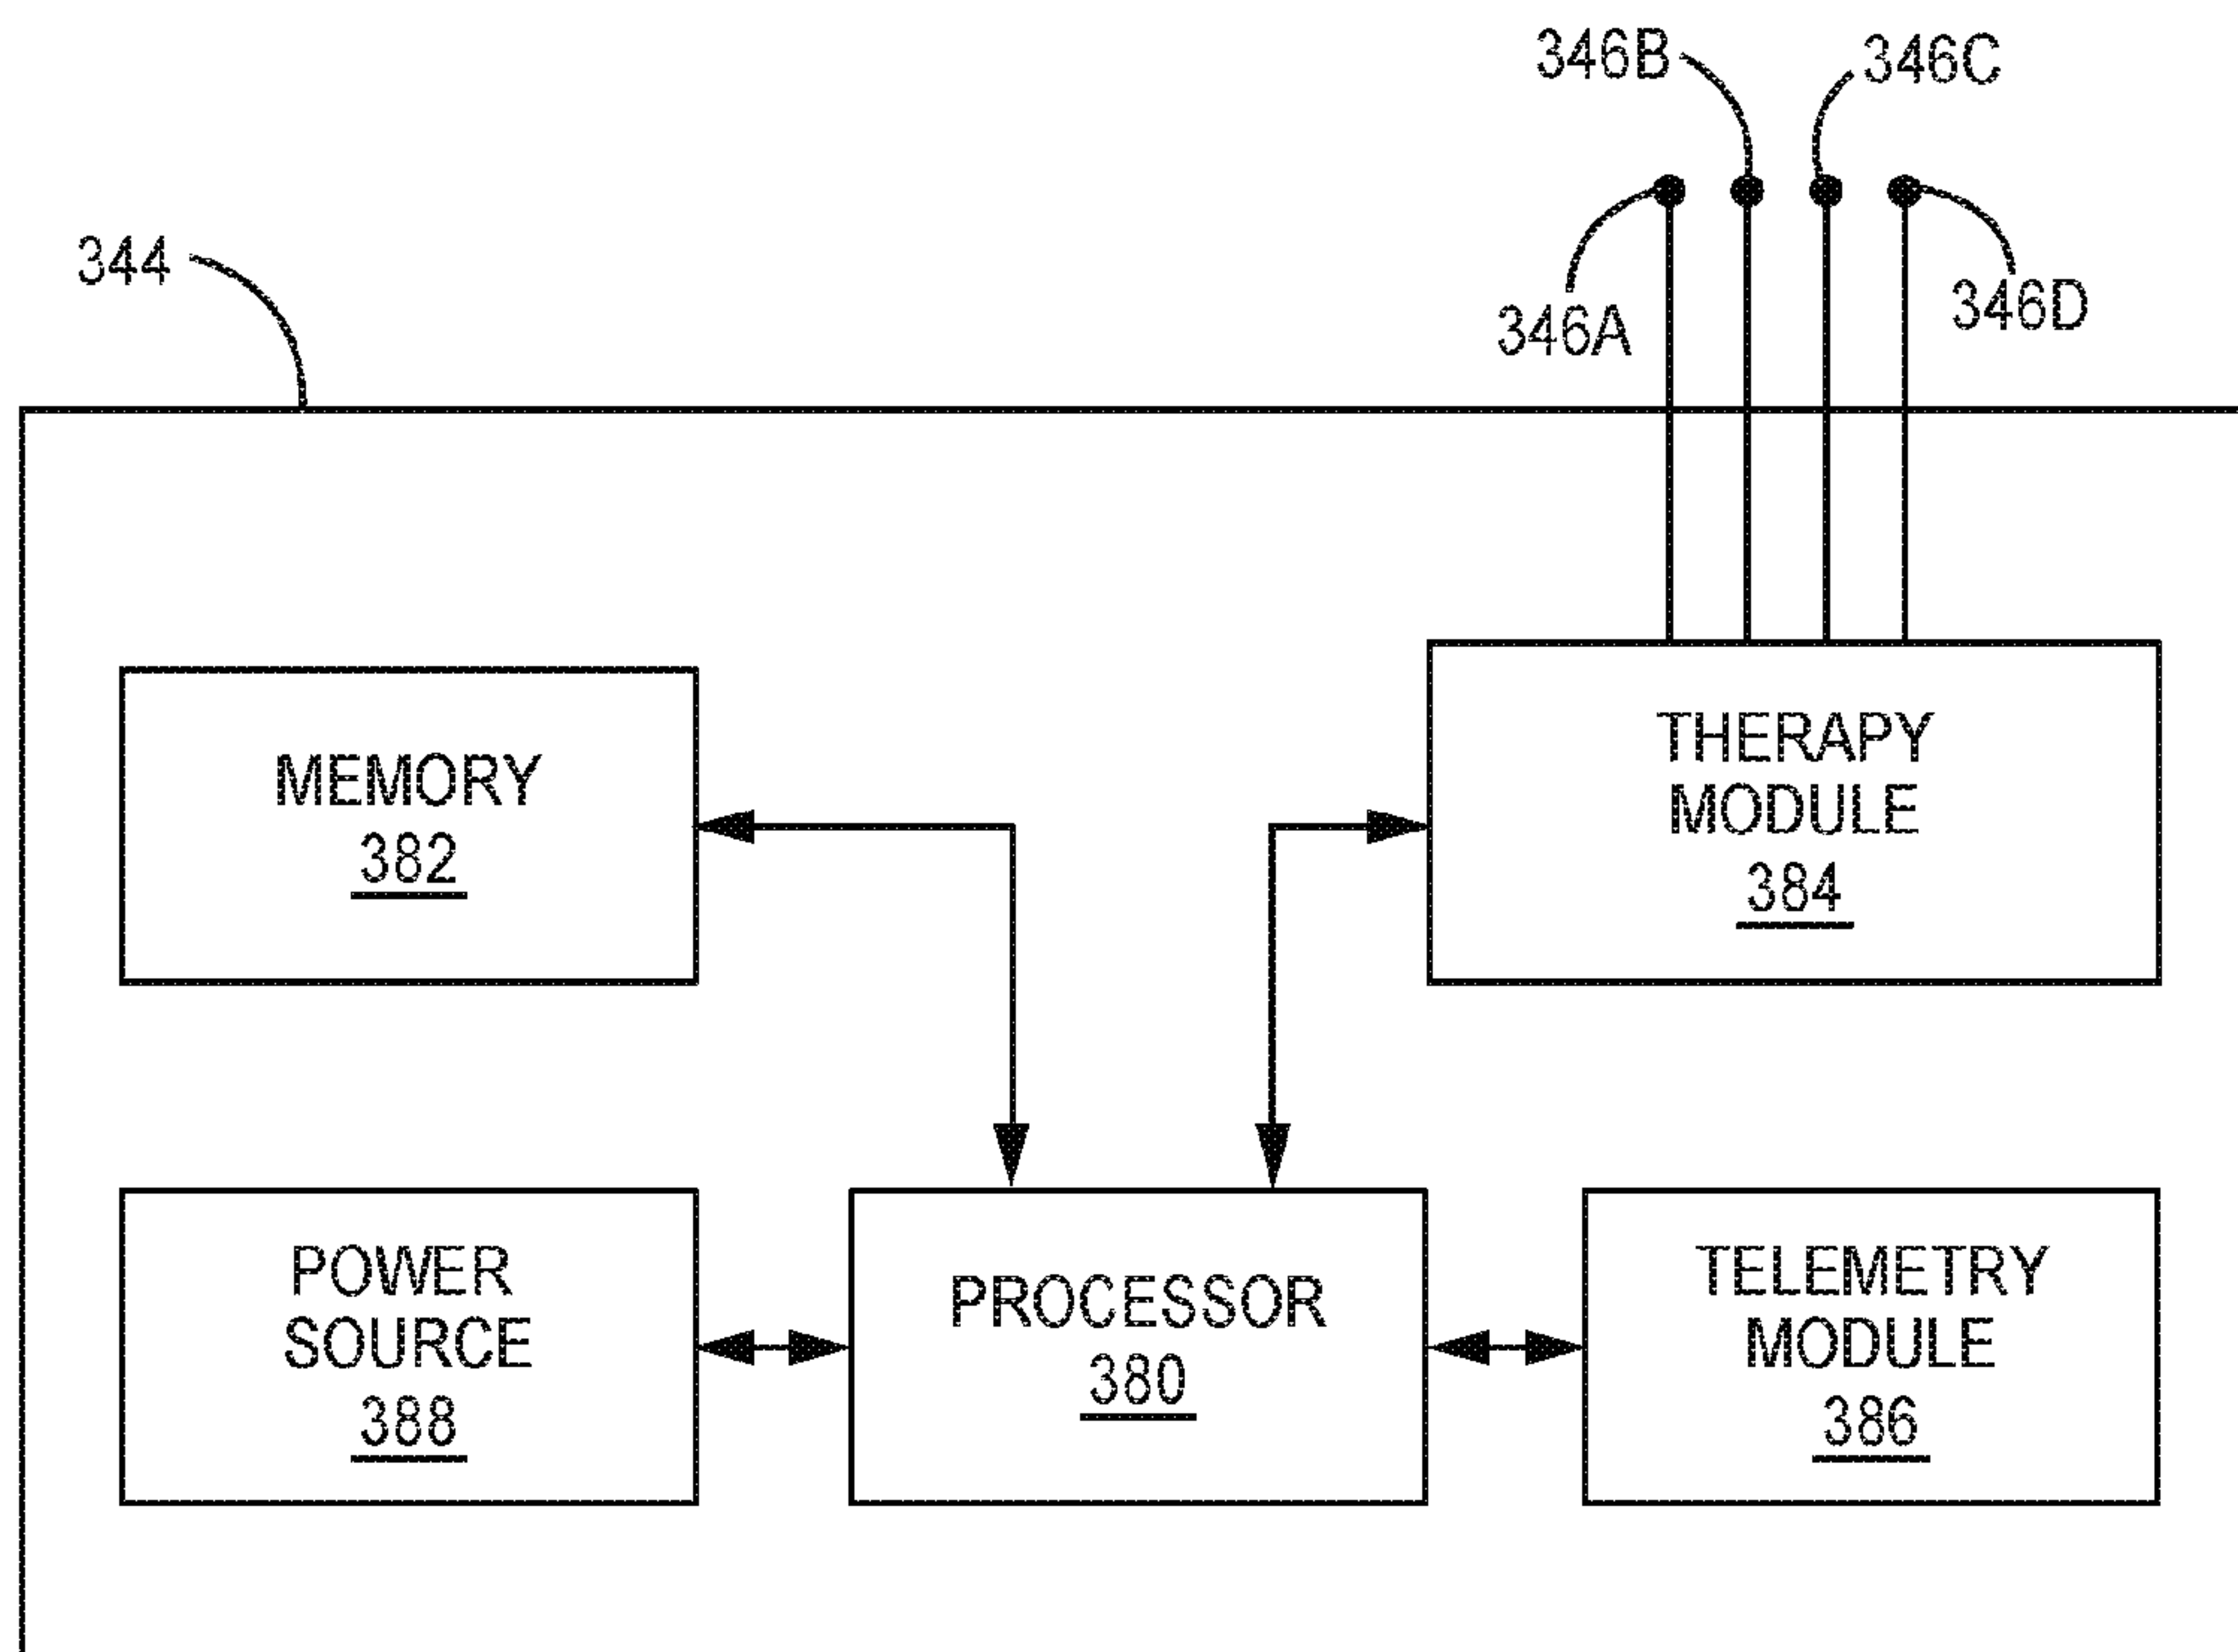 346B
346C
344
346A
346D
MEMORY
382
THERAPY
MODULE
384
POWER
SOURCE
388
PROCESSOR
380
TELEMETRY
MODULE
386